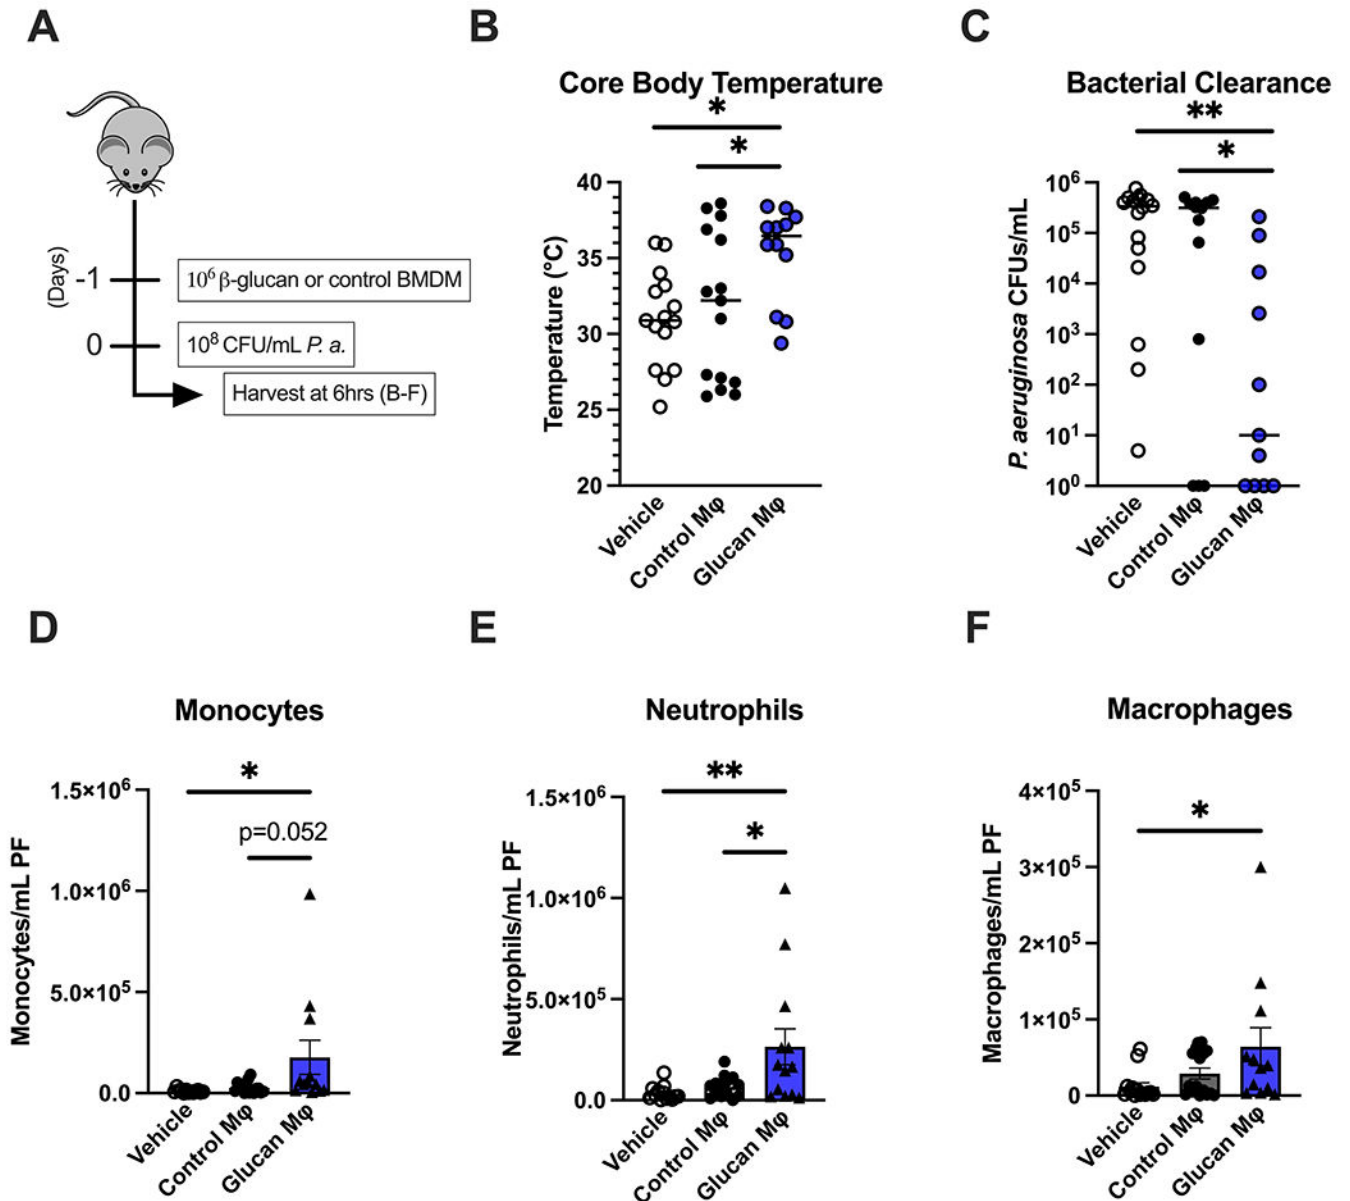 A
(Days)
-1
10⁶ β-glucan or control BMDM
0
10⁸ CFU/mL P. a.
Harvest at 6hrs (B-F)
B
Core Body Temperature
*
*
Temperature (°C)
40
35
30
25
20
Vehicle
Control Mφ
Glucan Mφ
C
Bacterial Clearance
**
*
P. aeruginosa CFUs/mL
10⁶
10⁵
10⁴
10³
10²
10¹
10⁰
Vehicle
Control Mφ
Glucan Mφ
D
Monocytes
*
p=0.052
Monocytes/mL PF
1.5×10⁶
1.0×10⁶
5.0×10⁵
0.0
Vehicle
Control Mφ
Glucan Mφ
E
Neutrophils
**
*
Neutrophils/mL PF
1.5×10⁶
1.0×10⁶
5.0×10⁵
0.0
Vehicle
Control Mφ
Glucan Mφ
F
Macrophages
*
Macrophages/mL PF
4×10⁵
3×10⁵
2×10⁵
1×10⁵
0
Vehicle
Control Mφ
Glucan Mφ